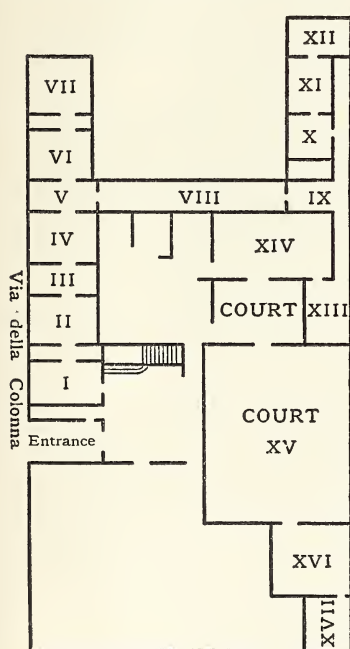 XII
VII
XI
X
VI
V
VIII
IX
IV
XIV
III
COURT
XIII
II
I
Via della Colonna
Entrance
COURT
XV
XVI
XVII